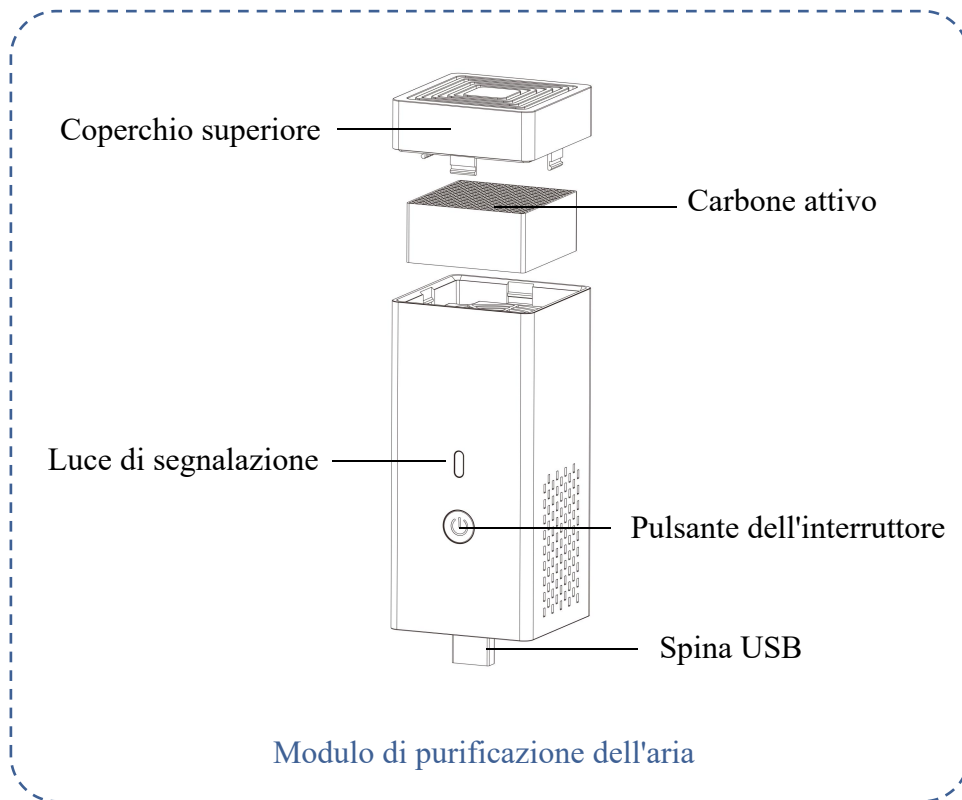 Coperchio superiore
Carbone attivo
Luce di segnalazione
Pulsante dell'interruttore
Spina USB
Modulo di purificazione dell'aria